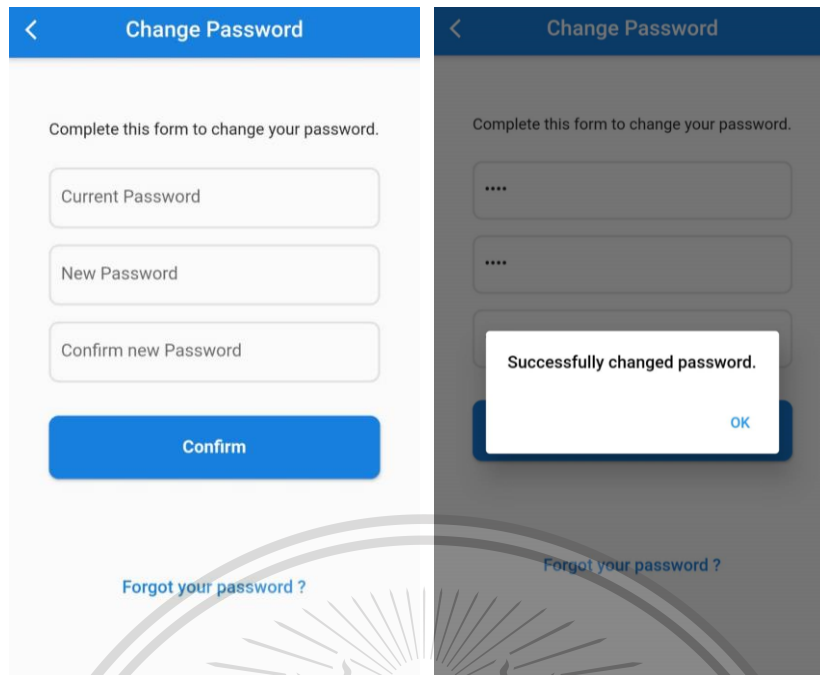 Change Password
Complete this form to change your password.
Current Password
New Password
Confirm new Password
Confirm
Forgot your password ?
Change Password
Complete this form to change your password.
••••
••••
Successfully changed password.
OK
Forgot your password ?